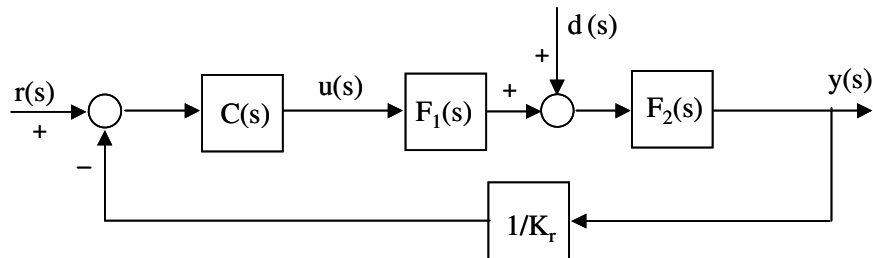 d (s)
+
r(s)
+
C(s)
u(s)
F₁(s)
+
F₂(s)
y(s)
−
1/Kᵣ